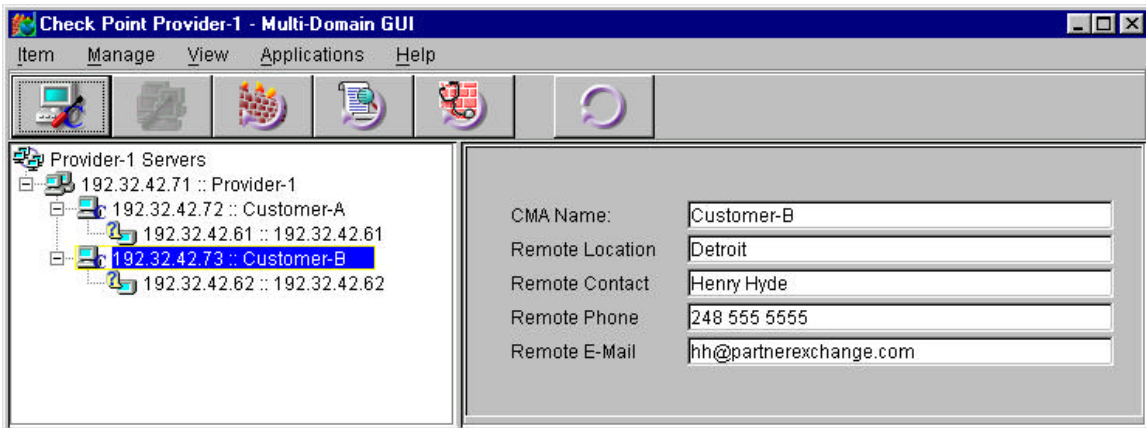 Check Point Provider-1 - Multi-Domain GUI
Item Manage View Applications Help
Provider-1 Servers
192.32.42.71 :: Provider-1
192.32.42.72 :: Customer-A
192.32.42.61 :: 192.32.42.61
192.32.42.73 :: Customer-B
192.32.42.62 :: 192.32.42.62
CMA Name: Customer-B
Remote Location Detroit
Remote Contact Henry Hyde
Remote Phone 248 555 5555
Remote E-Mail hh@partnerexchange.com